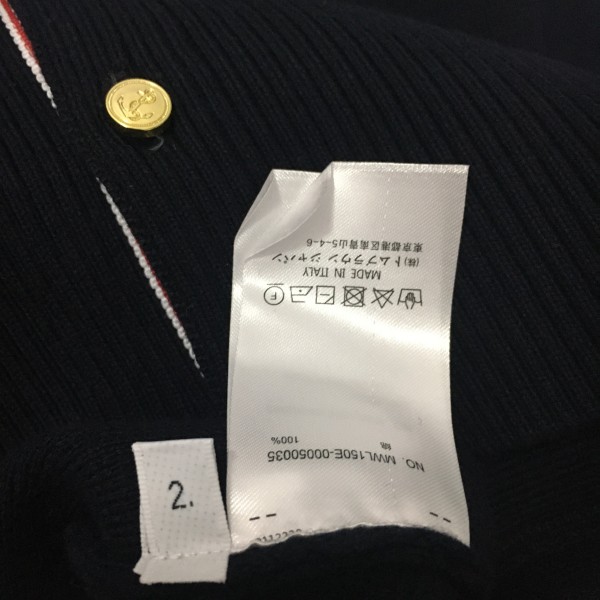 NO. MWL150E-00050035
綿 100%
F
MADE IN ITALY
(株)トムブラウン ジャパン
東京都港区南青山5-4-6
2.